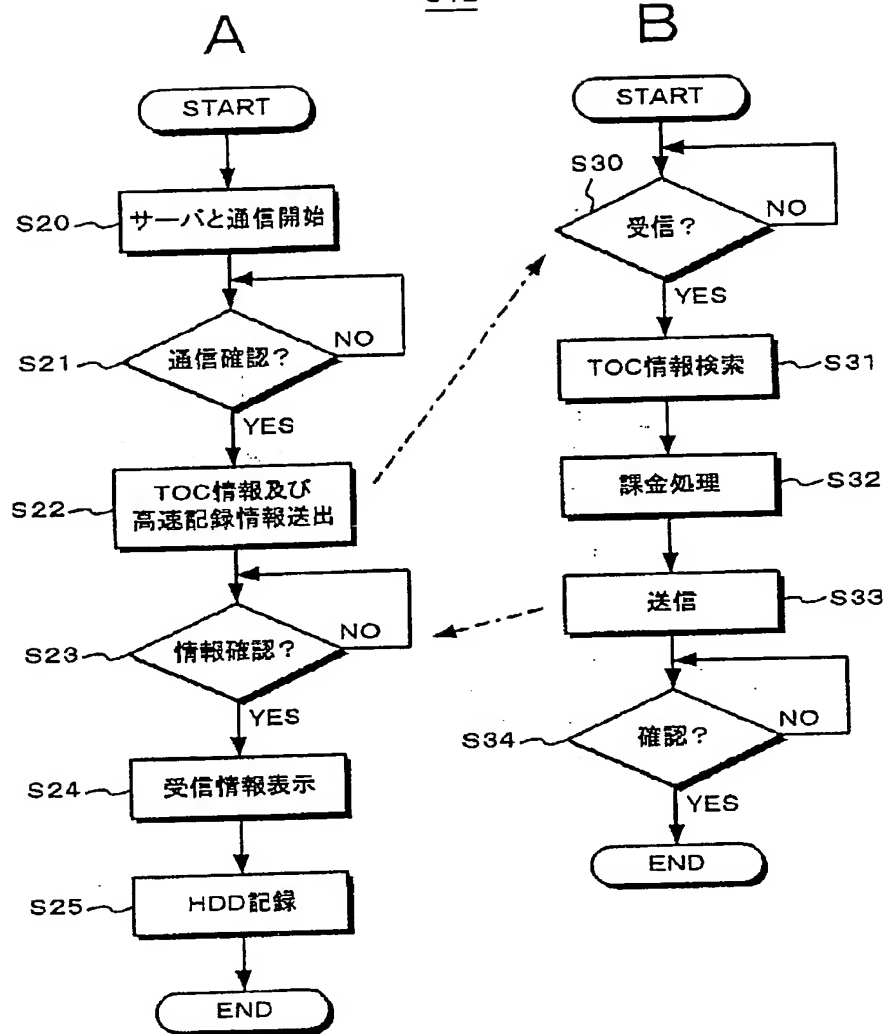 A
START
S20
サーバと通信開始
S21
通信確認?
NO
YES
S22
TOC情報及び
高速記録情報送出
S23
情報確認?
NO
YES
S24
受信情報表示
S25
HDD記録
END
B
START
S30
受信?
NO
YES
TOC情報検索
S31
課金処理
S32
送信
S33
S34
確認?
NO
YES
END